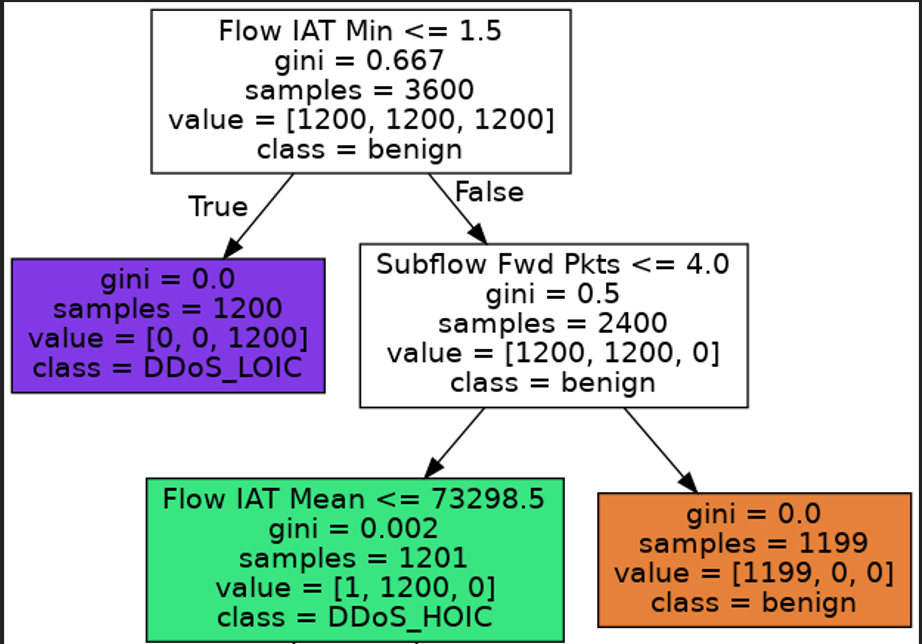 Flow IAT Min <= 1.5
gini = 0.667
samples = 3600
value = [1200, 1200, 1200]
class = benign
True
False
gini = 0.0
samples = 1200
value = [0, 0, 1200]
class = DDoS_LOIC
Subflow Fwd Pkts <= 4.0
gini = 0.5
samples = 2400
value = [1200, 1200, 0]
class = benign
Flow IAT Mean <= 73298.5
gini = 0.002
samples = 1201
value = [1, 1200, 0]
class = DDoS_HOIC
gini = 0.0
samples = 1199
value = [1199, 0, 0]
class = benign